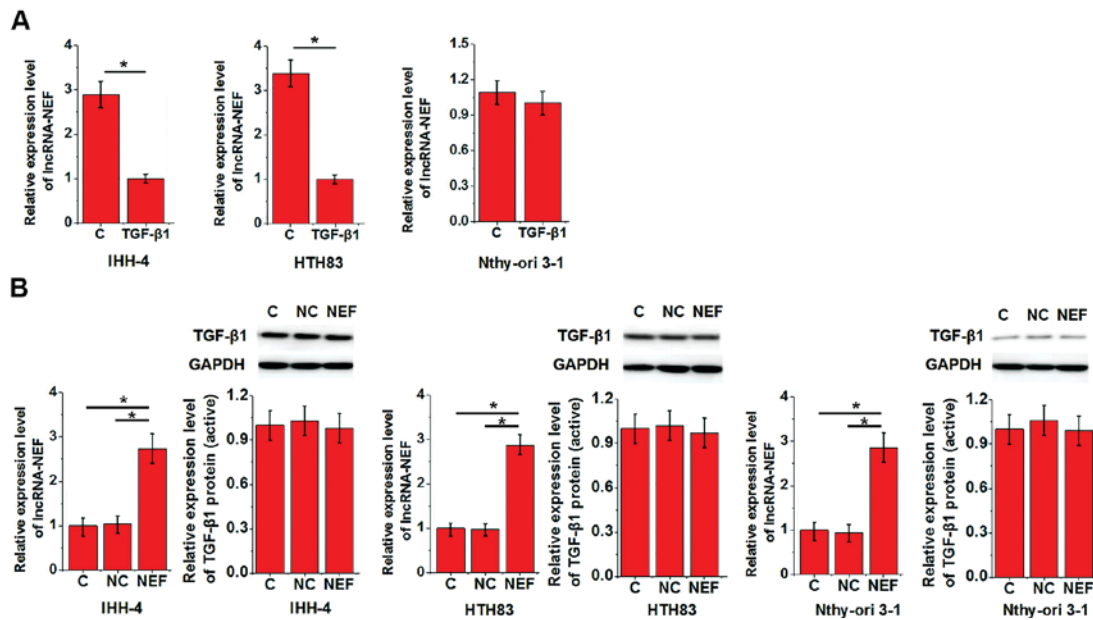 A
Relative expression level
of lncRNA-NEF
4
3
2
1
0
*
C TGF-β1
IHH-4
Relative expression level
of lncRNA-NEF
4
3
2
1
0
*
C TGF-β1
HTH83
Relative expression level
of lncRNA-NEF
1.5
1.2
0.9
0.6
0.3
0.0
C TGF-β1
Nthy-ori 3-1
B
Relative expression level
of lncRNA-NEF
4
3
2
1
0
*
*
C NC NEF
IHH-4
C NC NEF
TGF-β1
GAPDH
Relative expression level
of TGF-β1 protein (active)
1.2
0.9
0.6
0.3
0.0
C NC NEF
IHH-4
Relative expression level
of lncRNA-NEF
4
3
2
1
0
*
*
C NC NEF
HTH83
C NC NEF
TGF-β1
GAPDH
Relative expression level
of TGF-β1 protein (active)
1.2
0.9
0.6
0.3
0.0
C NC NEF
HTH83
Relative expression level
of lncRNA-NEF
4
3
2
1
0
*
*
C NC NEF
Nthy-ori 3-1
C NC NEF
TGF-β1
GAPDH
Relative expression level
of TGF-β1 protein (active)
1.2
0.9
0.6
0.3
0.0
C NC NEF
Nthy-ori 3-1